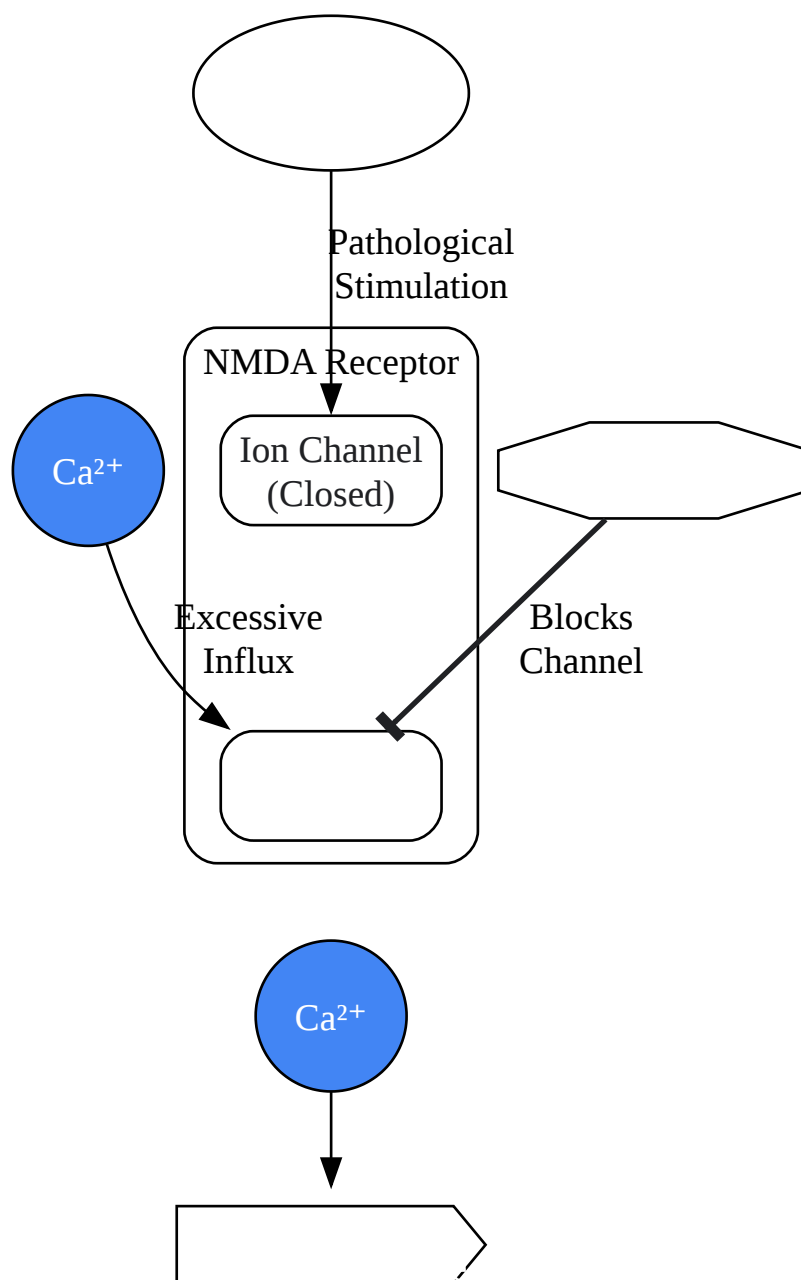 Pathological
Stimulation
NMDA Receptor
Ion Channel
(Closed)
Ca²⁺
Excessive
Influx
Blocks
Channel
Ca²⁺